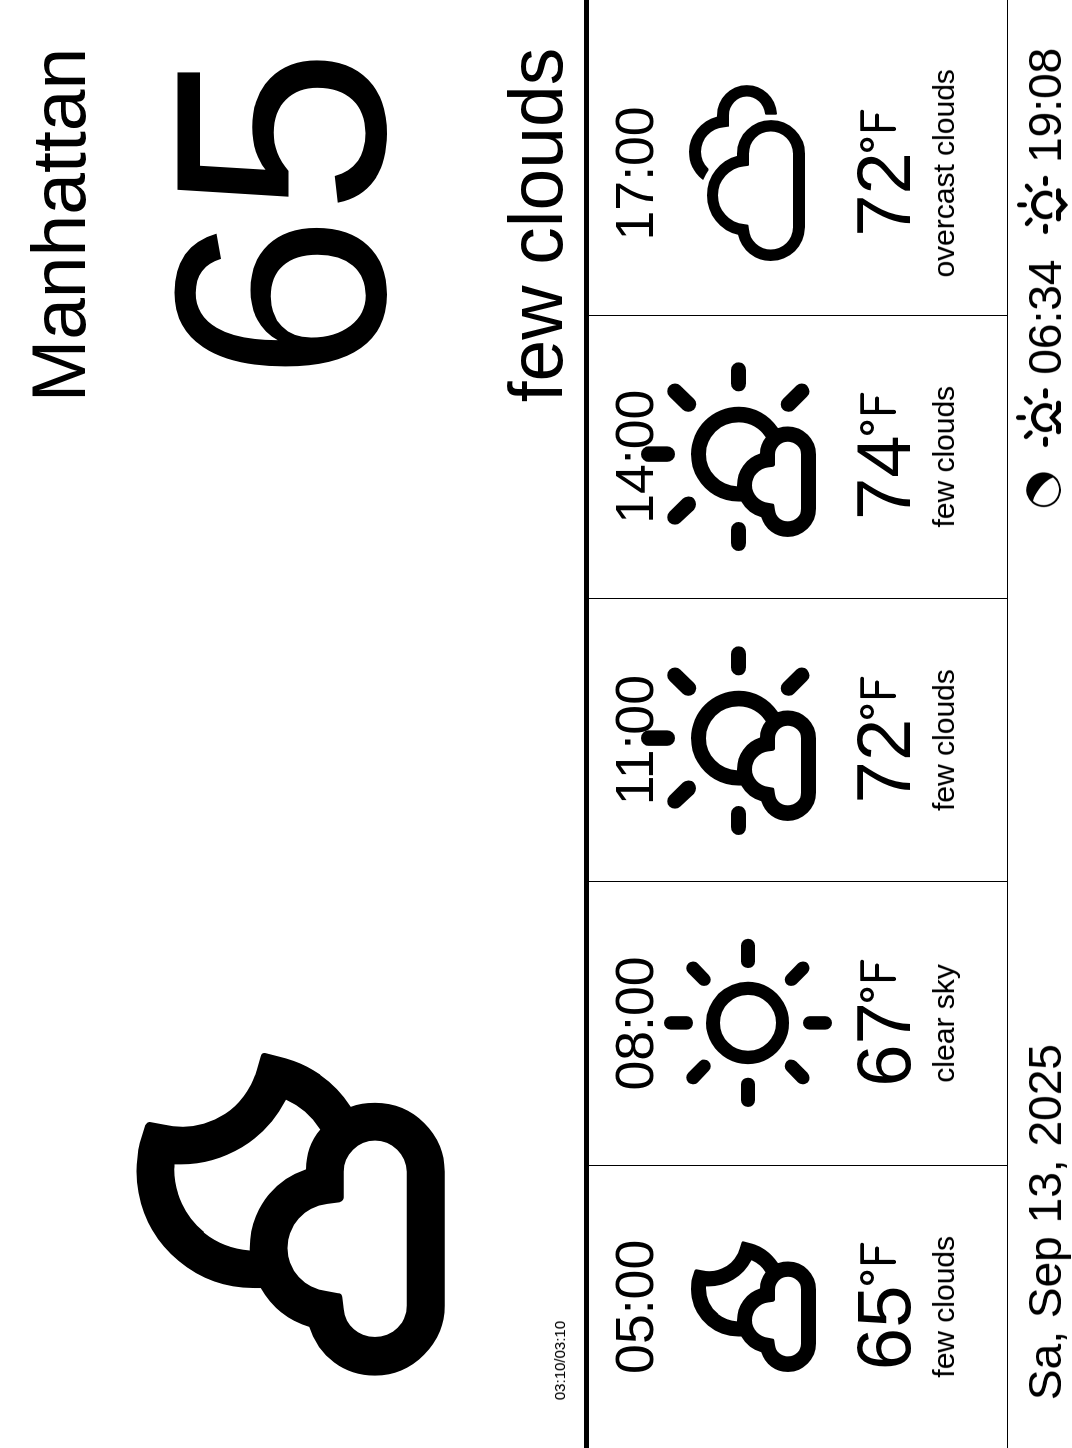 Manhattan
65
few clouds
03:10/03:10
05:00 08:00 11:00 14:00 17:00
65°F 67°F 72°F 74°F 72°F
few clouds clear sky few clouds few clouds overcast clouds
Sa, Sep 13, 2025 06:34 19:08